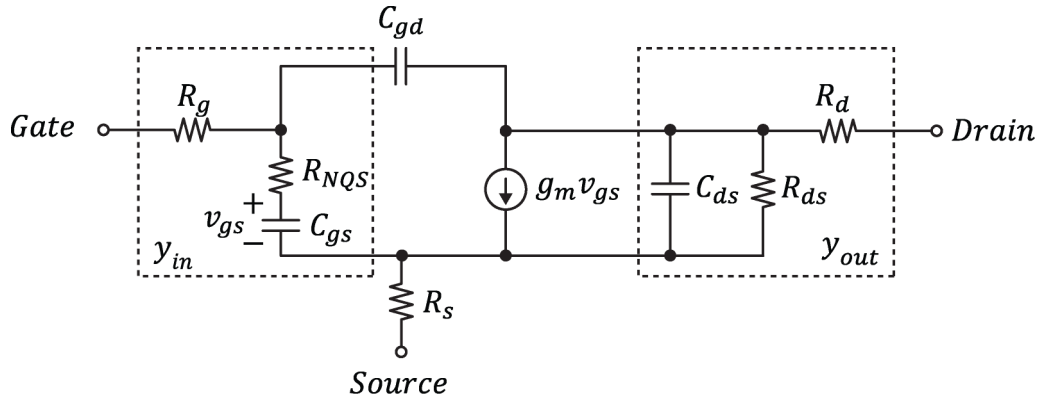 C_gd
R_g
R_d
Gate
Drain
R_NQS
+
v_gs
C_gs
−
g_m v_gs
C_ds
R_ds
y_in
y_out
R_s
Source